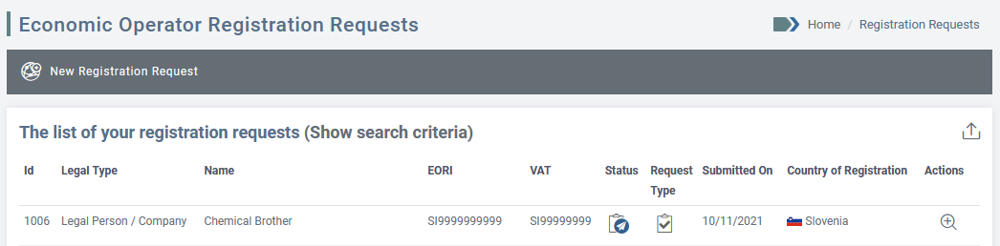 Economic Operator Registration Requests
Home / Registration Requests
New Registration Request
The list of your registration requests (Show search criteria)
Id Legal Type Name EORI VAT Status Request Type Submitted On Country of Registration Actions
1006 Legal Person / Company Chemical Brother SI9999999999 SI99999999 10/11/2021 Slovenia